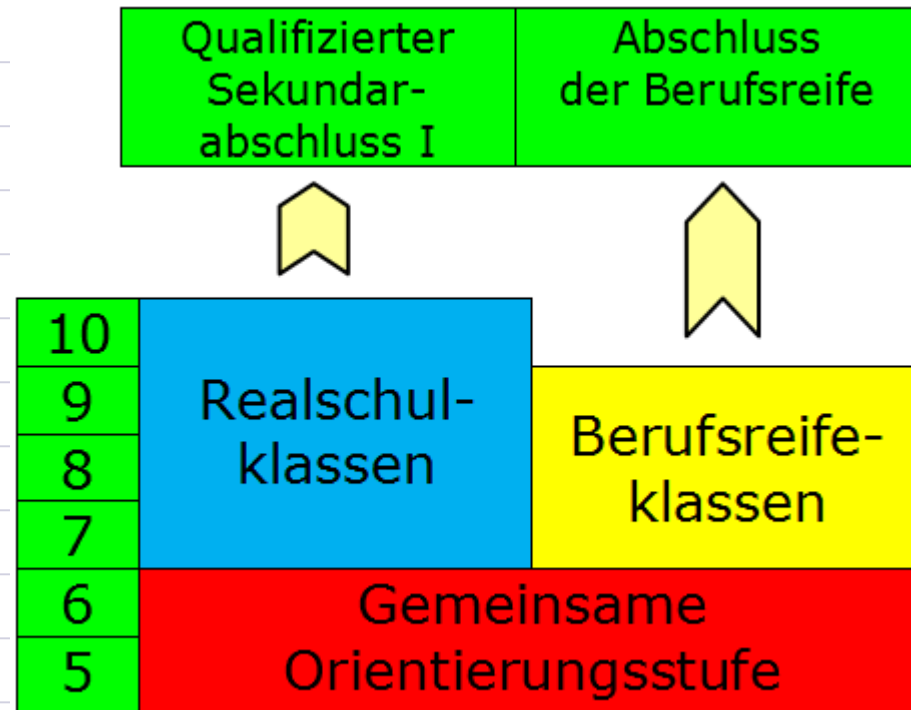 Qualifizierter
Sekundar-
abschluss I
Abschluss
der Berufsreife
10
9
8
7
6
5
Realschul-
klassen
Berufsreife-
klassen
Gemeinsame
Orientierungsstufe